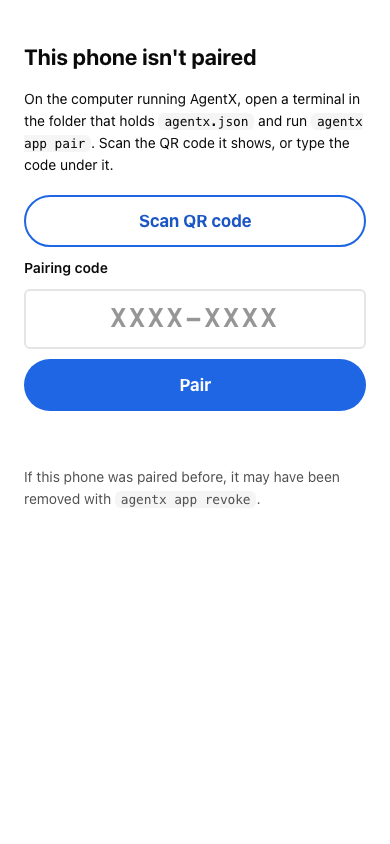 This phone isn't paired
On the computer running AgentX, open a terminal in
the folder that holds agentx.json and run agentx
app pair. Scan the QR code it shows, or type the
code under it.
Scan QR code
Pairing code
XXXX–XXXX
Pair
If this phone was paired before, it may have been
removed with agentx app revoke.